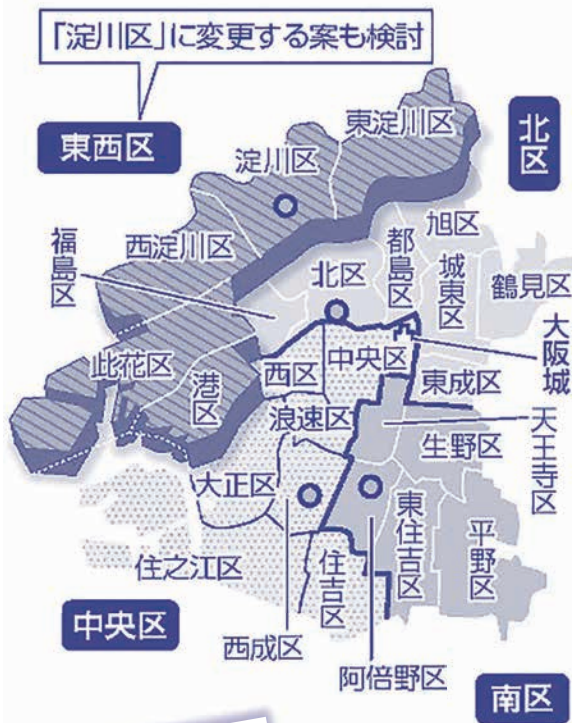 「淀川区」に変更する案も検討
東西区
北区
東淀川区
淀川区
西淀川区
福島区
北区
都島区
旭区
城東区
鶴見区
此花区
港区
西区
中央区
大阪城
東成区
浪速区
天王寺区
生野区
大正区
東住吉区
平野区
住之江区
住吉区
中央区
西成区
阿倍野区
南区